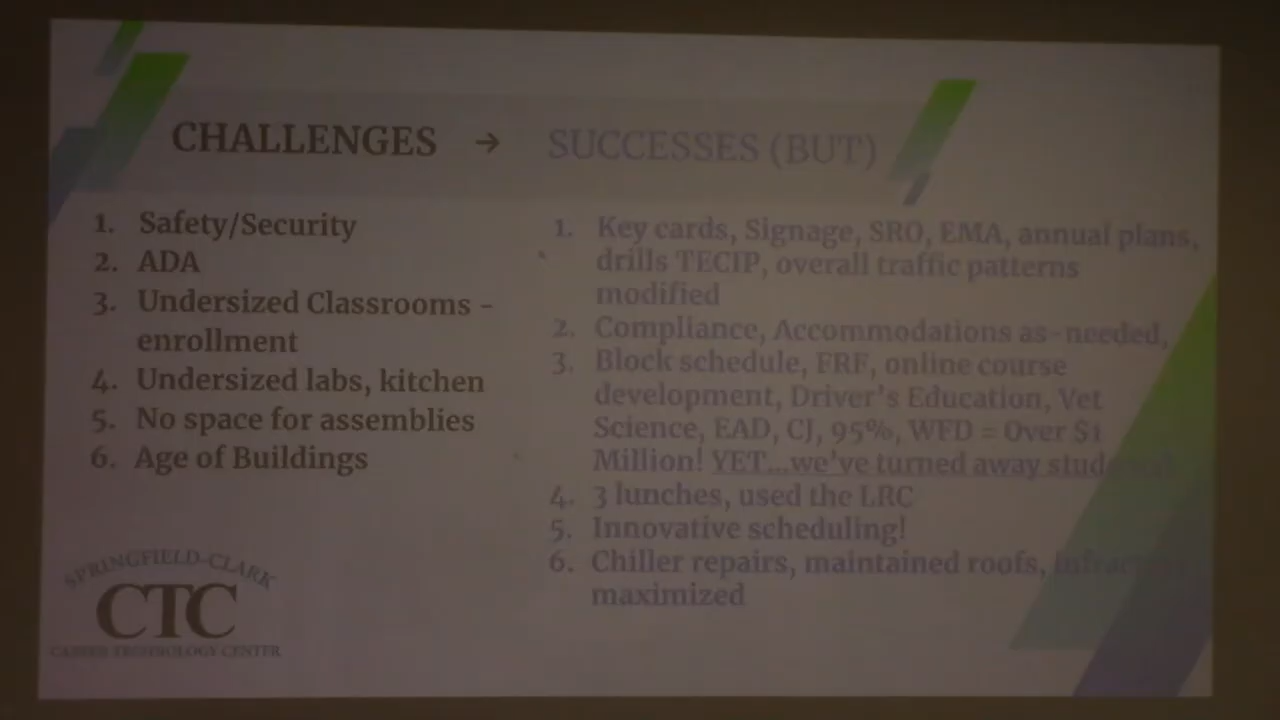 CHALLENGES → SUCCESSES (BUT)
1. Safety/Security
2. ADA
3. Undersized Classrooms -
enrollment
4. Undersized labs, kitchen
5. No space for assemblies
6. Age of Buildings
1. Key cards, Signage, SRO, EMA, annual plans,
drills TECIP, overall traffic patterns
modified
2. Compliance, Accommodations as-needed,
3. Block schedule, FRF, online course
development, Driver's Education, Vet
Science, EAD, CJ, 95%, WFD = Over $1
Million! YET...we've turned away
4. 3 lunches, used the LRC
5. Innovative scheduling!
6. Chiller repairs, maintained roofs,
maximized
SPRINGFIELD-CLARK
CTC
CAREER TECHNOLOGY CENTER